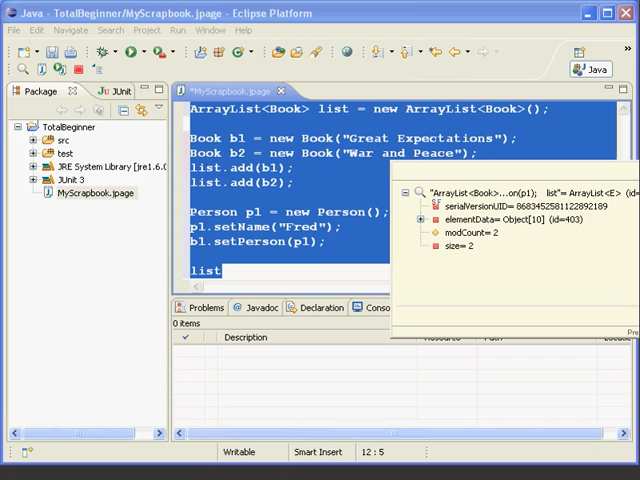 Java - TotalBeginner/MyScrapbook.jpage - Eclipse Platform
File Edit Navigate Search Project Run Window Help
Java
Package JUnit *MyScrapbook.jpage
TotalBeginner
src
test
JRE System Library [jre1.6.0
JUnit 3
MyScrapbook.jpage
ArrayList<Book> list = new ArrayList<Book>();
Book b1 = new Book("Great Expectations");
Book b2 = new Book("War and Peace");
list.add(b1);
list.add(b2);
Person p1 = new Person();
p1.setName("Fred");
b1.setPerson(p1);
list
"ArrayList<Book>...on(p1); list"= ArrayList<E> (id=
serialVersionUID= 8683452581122892189
elementData= Object[10] (id=403)
modCount= 2
size= 2
Pre
Problems Javadoc Declaration Conso
0 items
Description Resource Path Locatio
Writable Smart Insert 12 : 5